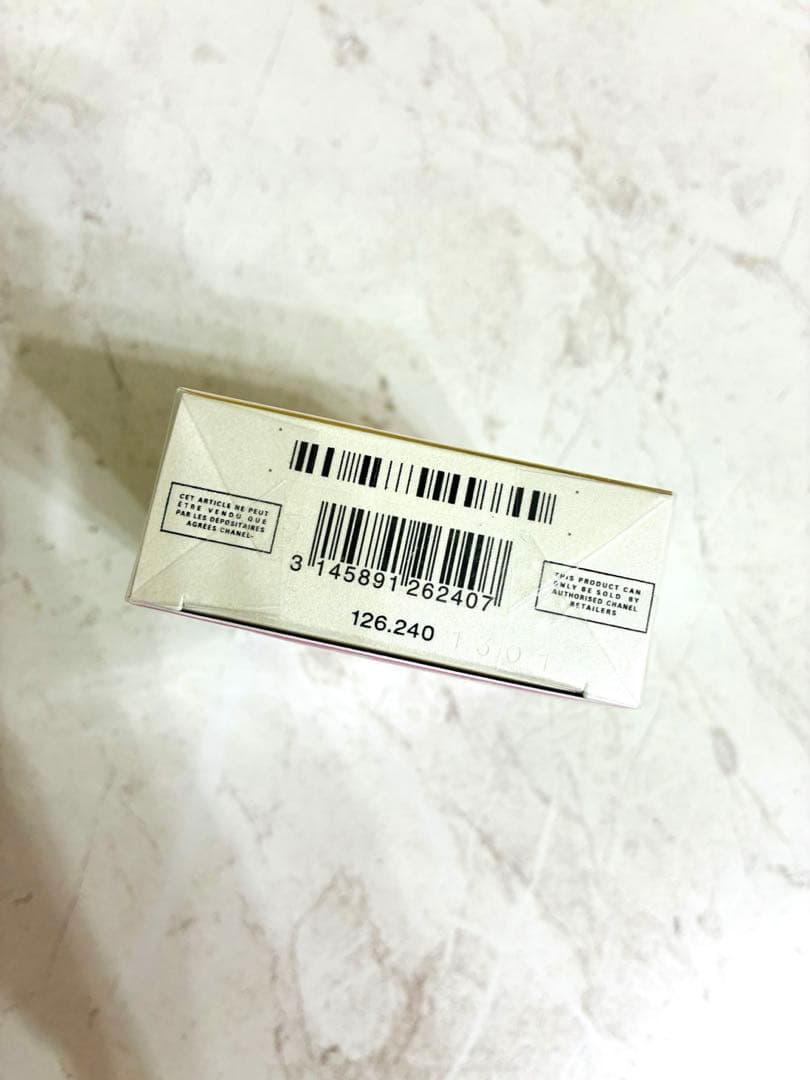 CET ARTICLE NE PEUT
ÊTRE VENDU QUE
PAR LES DÉPOSITAIRES
AGRÉÉS CHANEL-
3 145891 262407
126.240
1301
THIS PRODUCT CAN
ONLY BE SOLD BY
AUTHORISED CHANEL
RETAILERS